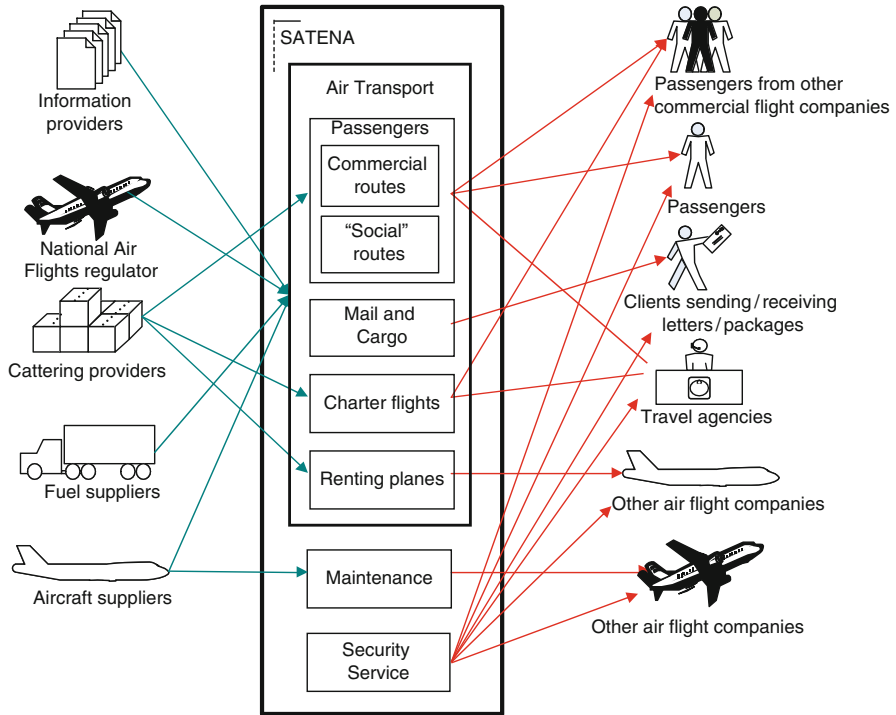 Information
providers
National Air
Flights regulator
Cattering providers
Fuel suppliers
Aircraft suppliers
SATENA
Air Transport
Passengers
Commercial
routes
“Social”
routes
Mail and
Cargo
Charter flights
Renting planes
Maintenance
Security
Service
Passengers from other
commercial flight companies
Passengers
Clients sending/receiving
letters/packages
Travel agencies
Other air flight companies
Other air flight companies